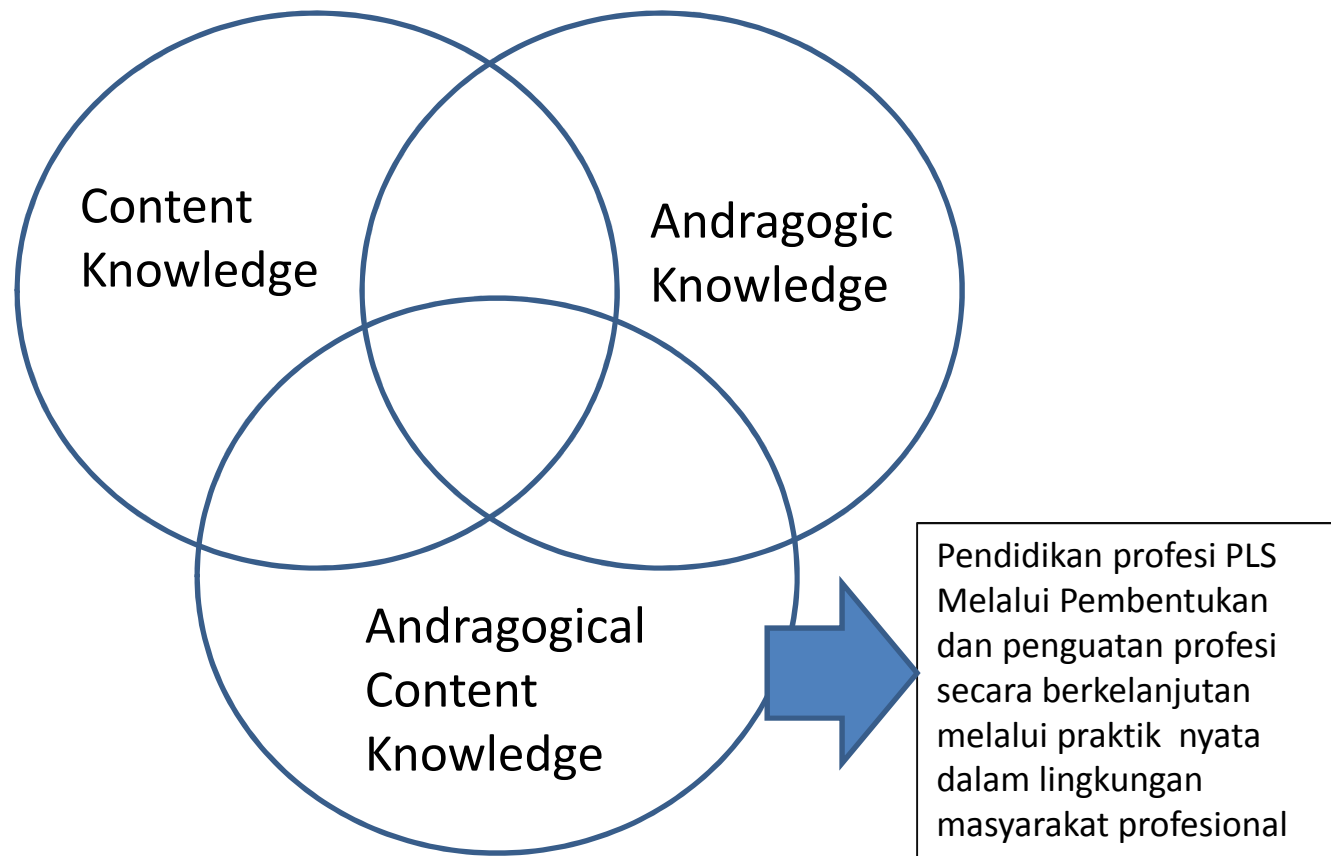 Content
Knowledge
Andragogic
Knowledge
Andragogical
Content
Knowledge
Pendidikan profesi PLS
Melalui Pembentukan
dan penguatan profesi
secara berkelanjutan
melalui praktik nyata
dalam lingkungan
masyarakat profesional